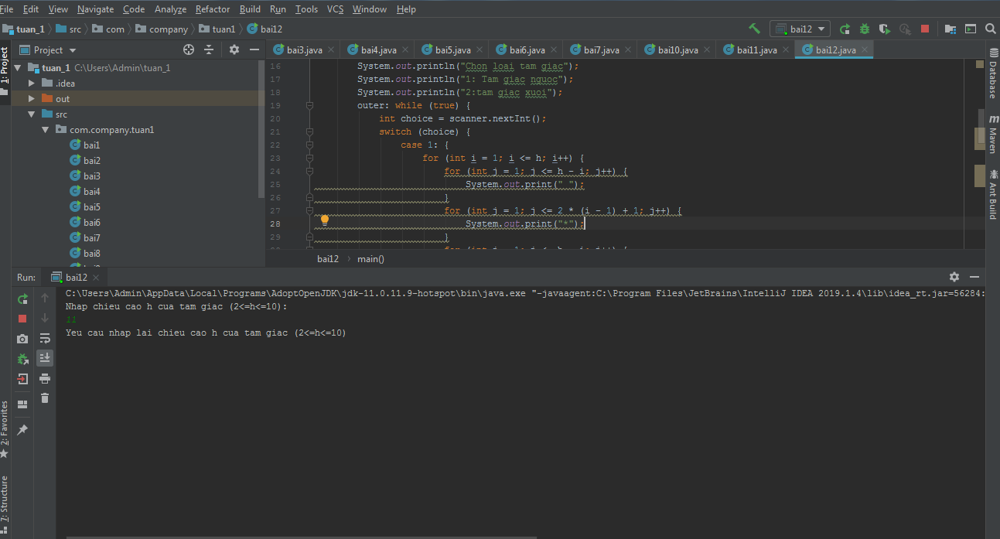 File Edit View Navigate Code Analyze Refactor Build Run Tools VCS Window Help
tuan_1 src com company tuan1 bai12 bai12
1: Project
Project
bai3.java bai4.java bai5.java bai6.java bai7.java bai10.java bai11.java bai12.java
tuan_1 C:\Users\Admin\tuan_1
.idea
out
src
com.company.tuan1
bai1
bai2
bai3
bai4
bai5
bai6
bai7
bai8
16 System.out.println("Chon loai tam giac");
17 System.out.println("1: Tam giac nguoc");
18 System.out.println("2:tam giac xuoi");
19 outer: while (true) {
20 int choice = scanner.nextInt();
21 switch (choice) {
22 case 1: {
23 for (int i = 1; i <= h; i++) {
24 for (int j = 1; j <= h - i; j++) {
25 System.out.print(" ");
26 }
27 for (int j = 1; j <= 2 * (i - 1) + 1; j++) {
28 System.out.print("*");
29 }
bai12 main()
Database
Maven
Ant Build
Run: bai12
C:\Users\Admin\AppData\Local\Programs\AdoptOpenJDK\jdk-11.0.11.9-hotspot\bin\java.exe "-javaagent:C:\Program Files\JetBrains\IntelliJ IDEA 2019.1.4\lib\idea_rt.jar=56284:
Nhap chieu cao h cua tam giac (2<=h<=10):
11
Yeu cau nhap lai chieu cao h cua tam giac (2<=h<=10)
2: Favorites
7: Structure